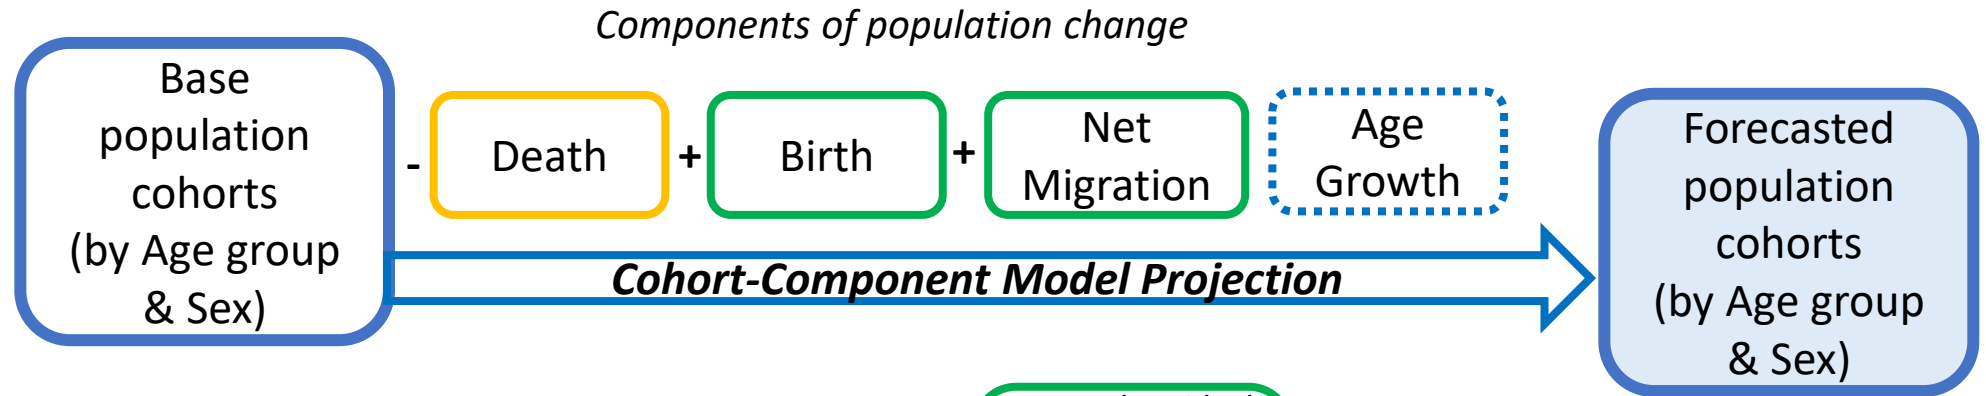 Components of population change
Base
population
cohorts
(by Age group
& Sex)
-
Death
+
Birth
+
Net
Migration
Age
Growth
Cohort-Component Model Projection
Forecasted
population
cohorts
(by Age group
& Sex)